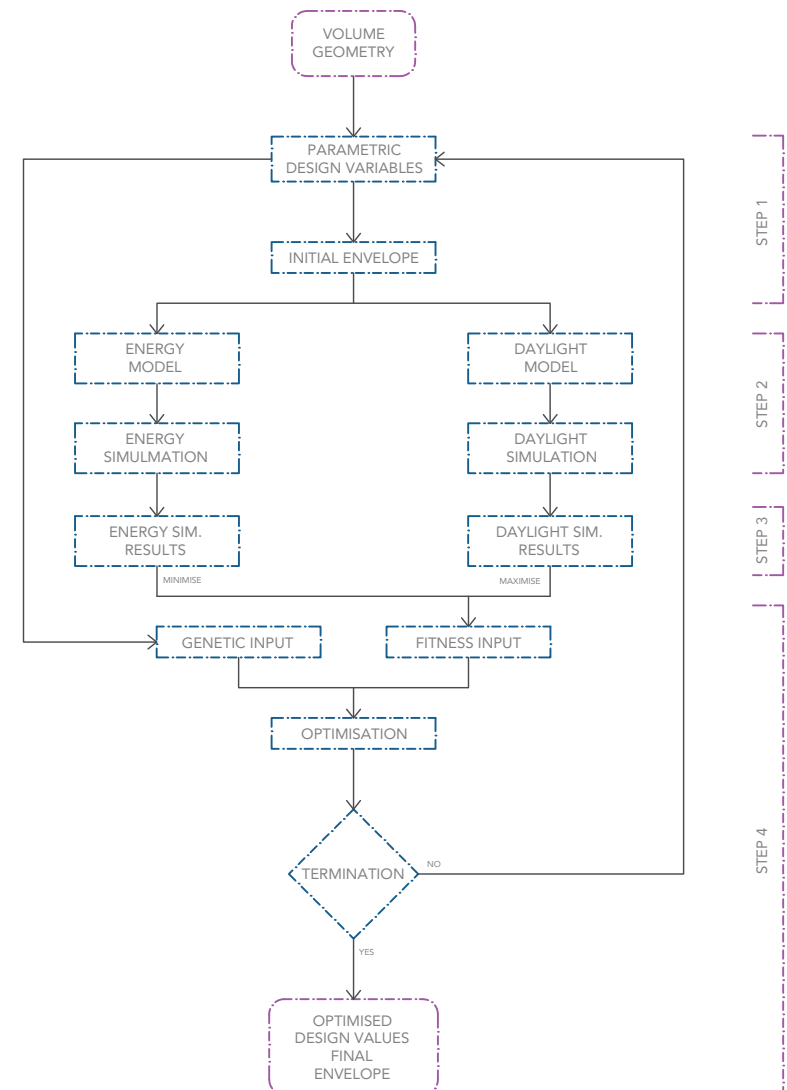 VOLUME
GEOMETRY
PARAMETRIC
DESIGN VARIABLES
STEP 1
INITIAL ENVELOPE
ENERGY
MODEL
DAYLIGHT
MODEL
STEP 2
ENERGY
SIMULMATION
DAYLIGHT
SIMULATION
ENERGY SIM.
RESULTS
DAYLIGHT SIM.
RESULTS
STEP 3
MINIMISE
MAXIMISE
GENETIC INPUT
FITNESS INPUT
OPTIMISATION
STEP 4
TERMINATION
NO
YES
OPTIMISED
DESIGN VALUES
FINAL
ENVELOPE